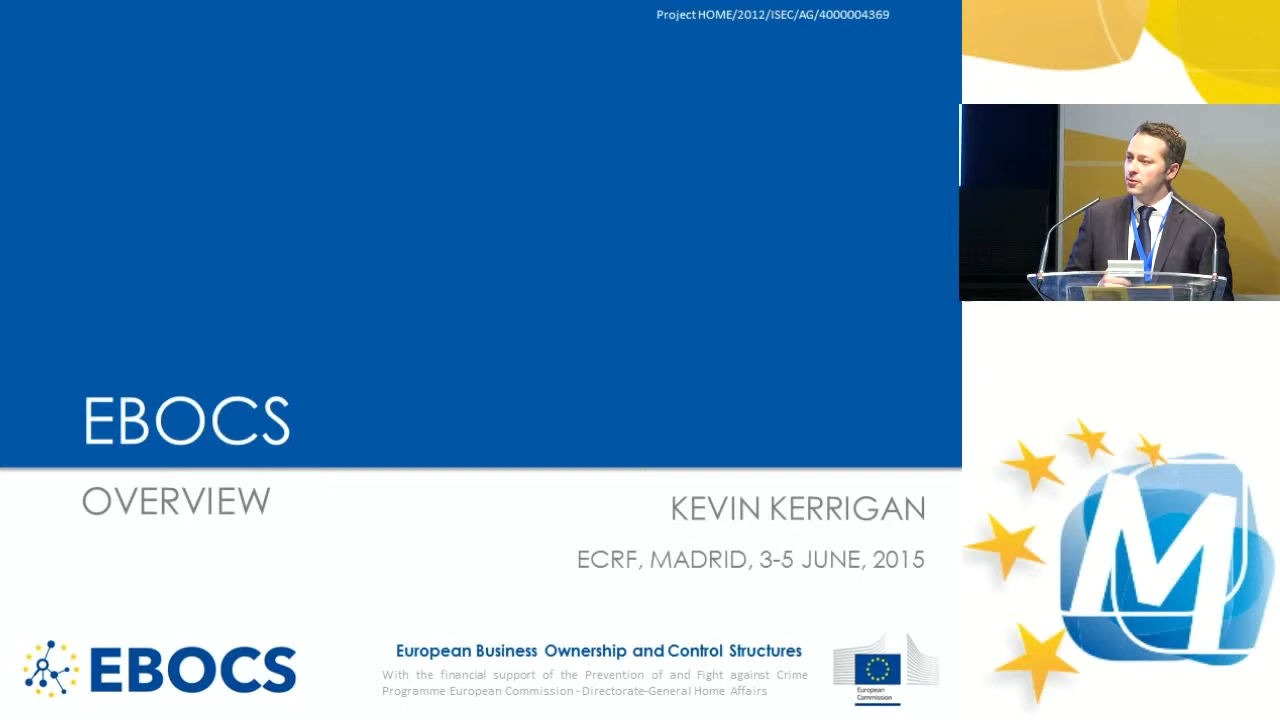 Project HOME/2012/ISEC/AG/4000004369
EBOCS
OVERVIEW
KEVIN KERRIGAN
ECRF, MADRID, 3-5 JUNE, 2015
EBOCS
European Business Ownership and Control Structures
With the financial support of the Prevention of and Fight against Crime
Programme European Commission - Directorate-General Home Affairs
European
Commission
M